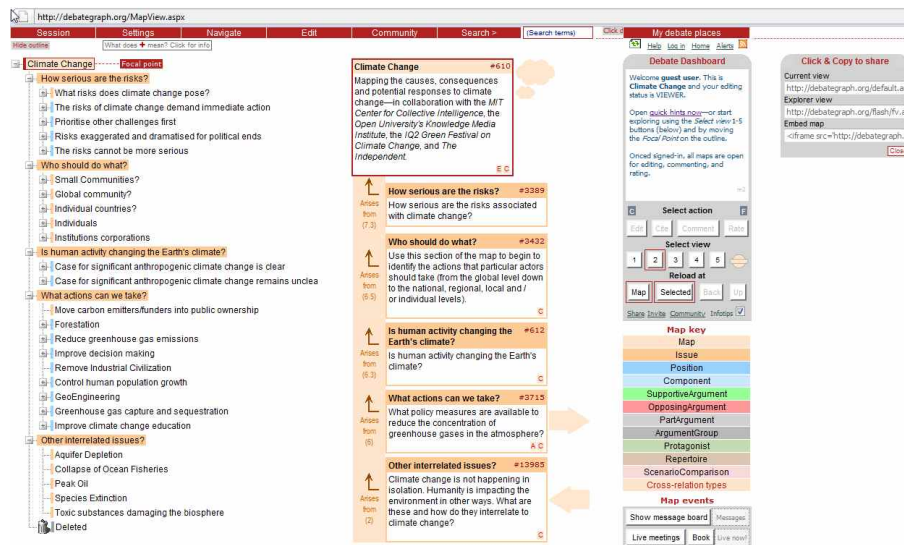 http://debategraph.org/MapView.aspx
Session Settings Navigate Edit Community Search > (Search terms)
Hide outline
What does + mean? Click for info
Climate Change Focal point
How serious are the risks?
What risks does climate change pose?
The risks of climate change demand immediate action
Prioritise other challenges first
Risks exaggerated and dramatised for political ends
The risks cannot be more serious
Who should do what?
Small Communities?
Global community?
Individual countries?
Individuals
Institutions corporations
Is human activity changing the Earth's climate?
Case for significant anthropogenic climate change is clear
Case for significant anthropogenic climate change remains unclea
What actions can we take?
Move carbon emitters/funders into public ownership
Forestation
Reduce greenhouse gas emissions
Improve decision making
Remove Industrial Civilization
Control human population growth
GeoEngineering
Greenhouse gas capture and sequestration
Improve climate change education
Other interrelated issues?
Aquifer Depletion
Collapse of Ocean Fisheries
Peak Oil
Species Extinction
Toxic substances damaging the biosphere
Deleted
Climate Change #610
Mapping the causes, consequences
and potential responses to climate
change—in collaboration with the MIT
Center for Collective Intelligence, the
Open University's Knowledge Media
Institute, the IQ2 Green Festival on
Climate Change, and The
Independent.
E C
Arises
from
(7.3)
How serious are the risks? #3389
How serious are the risks associated
with climate change?
Arises
from
(6.5)
Who should do what? #3432
Use this section of the map to begin to
identify the actions that particular actors
should take (from the global level down
to the national, regional, local and /
or individual levels).
C
Arises
from
(6.3)
Is human activity changing the #612
Earth's climate?
Is human activity changing the Earth's
climate?
C
Arises
from
(6)
What actions can we take? #3715
What policy measures are available to
reduce the concentration of
greenhouse gases in the atmosphere?
A C
Arises
from
(2)
Other interrelated issues? #13985
Climate change is not happening in
isolation. Humanity is impacting the
environment in other ways. What are
these and how do they interrelate to
climate change?
C
Click
My debate places
Help Log in Home Alerts
Debate Dashboard
Welcome guest user. This is
Climate Change and your editing
status is VIEWER.
Open quick hints now—or start
exploring using the Select view 1-5
buttons (below) and by moving
the Focal Point on the outline.
Onced signed-in, all maps are open
for editing, commenting, and
rating.
C Select action F
Edit Cite Comment Rate
Select view
1 2 3 4 5
Reload at
Map Selected Back Up
Share Invite Community Infotips
Map key
Map
Issue
Position
Component
SupportiveArgument
OpposingArgument
PartArgument
ArgumentGroup
Protagonist
Repertoire
ScenarioComparison
Cross-relation types
Map events
Show message board Messages
Live meetings Book Live now!
Click & Copy to share
Current view
http://debategraph.org/default.a
Explorer view
http://debategraph.org/flash/fv.a
Embed map
<iframe src='http://debategraph.
Clos